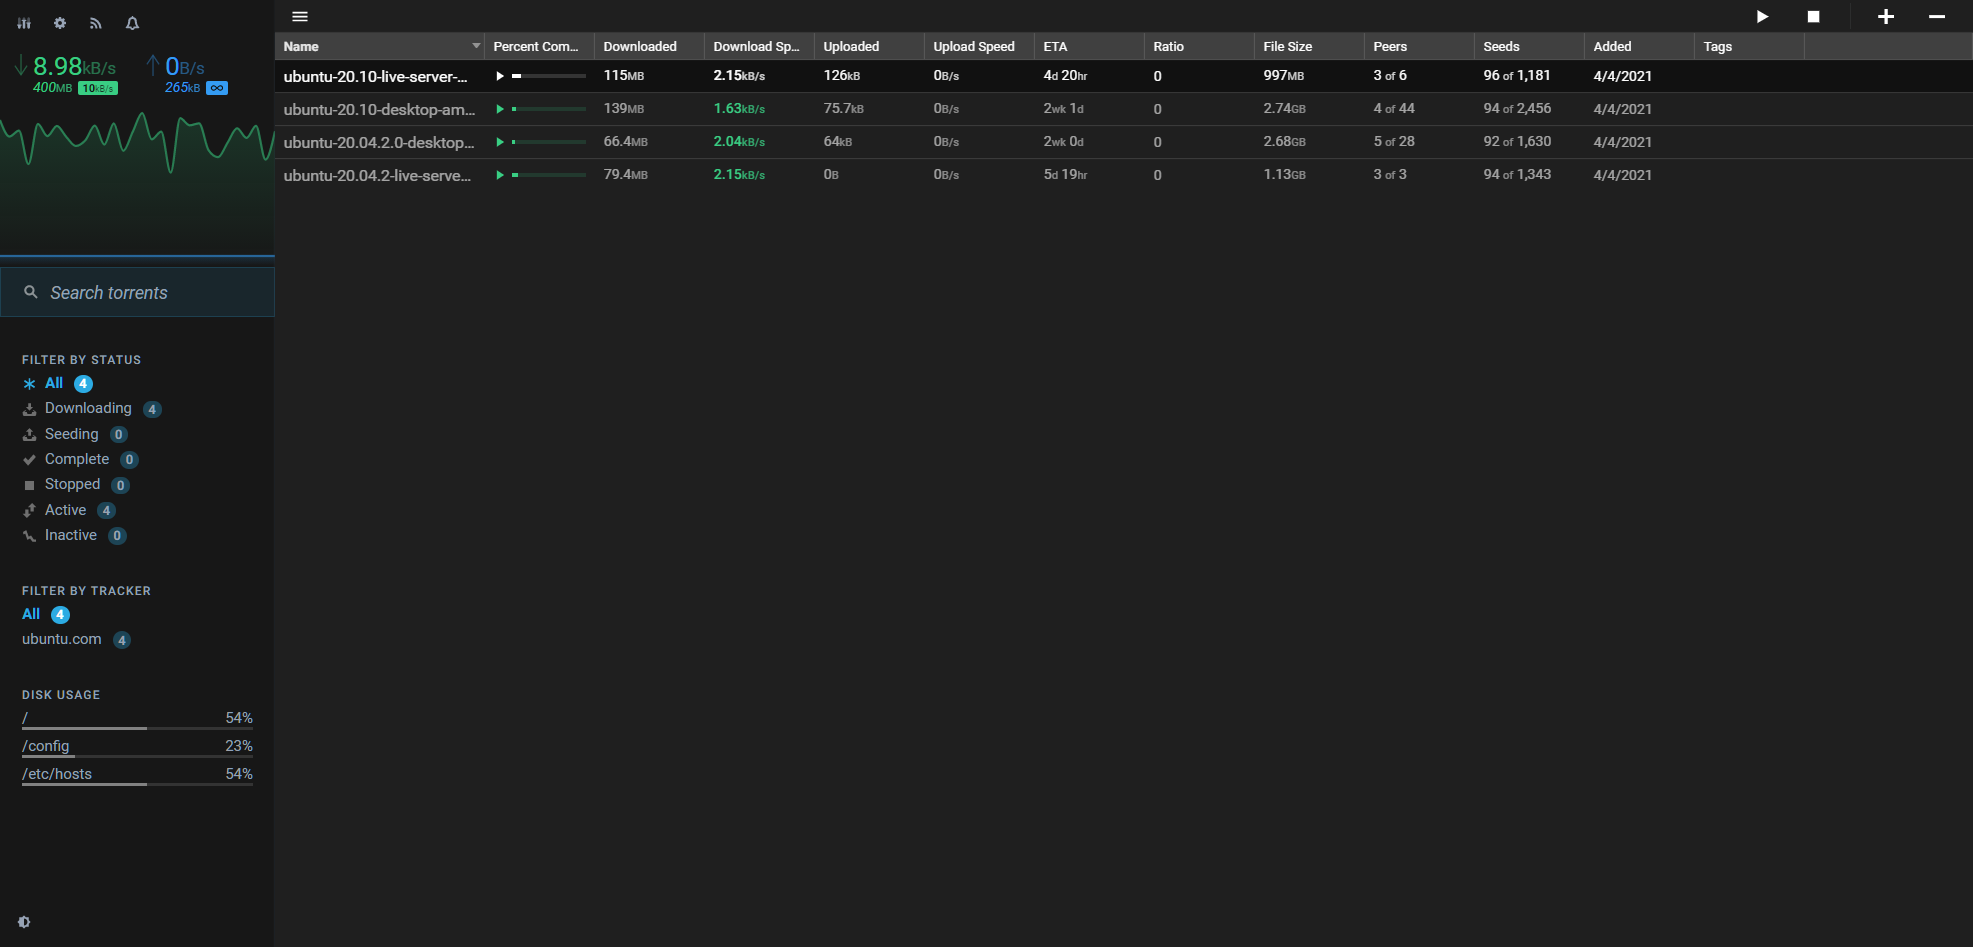 8.98kB/s 0B/s
400MB 10kB/s 265kB ∞
Search torrents
FILTER BY STATUS
All 4
Downloading 4
Seeding 0
Complete 0
Stopped 0
Active 4
Inactive 0
FILTER BY TRACKER
All 4
ubuntu.com 4
DISK USAGE
/ 54%
/config 23%
/etc/hosts 54%
Name Percent Com... Downloaded Download Sp... Uploaded Upload Speed ETA Ratio File Size Peers Seeds Added Tags
ubuntu-20.10-live-server-... 115MB 2.15kB/s 126kB 0B/s 4d 20hr 0 997MB 3 of 6 96 of 1,181 4/4/2021
ubuntu-20.10-desktop-am... 139MB 1.63kB/s 75.7kB 0B/s 2wk 1d 0 2.74GB 4 of 44 94 of 2,456 4/4/2021
ubuntu-20.04.2.0-desktop... 66.4MB 2.04kB/s 64kB 0B/s 2wk 0d 0 2.68GB 5 of 28 92 of 1,630 4/4/2021
ubuntu-20.04.2-live-serve... 79.4MB 2.15kB/s 0B 0B/s 5d 19hr 0 1.13GB 3 of 3 94 of 1,343 4/4/2021